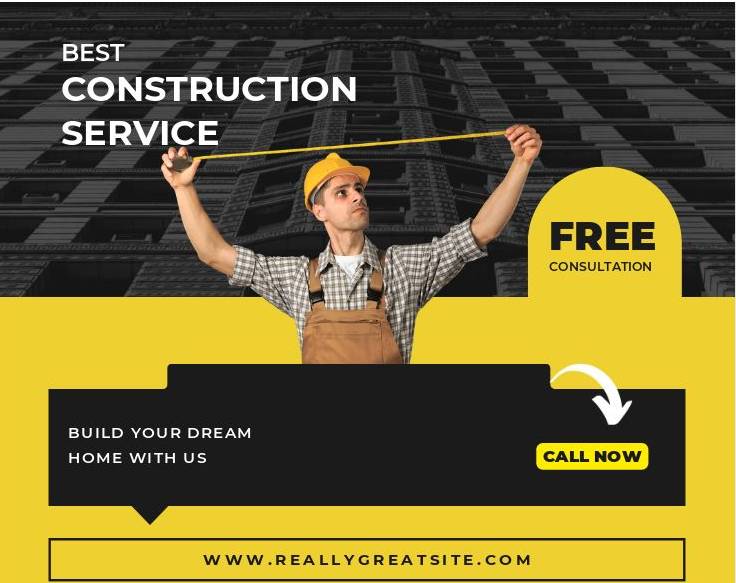 BEST
CONSTRUCTION
SERVICE
FREE
CONSULTATION
BUILD YOUR DREAM
HOME WITH US
CALL NOW
WWW.REALLYGREATSITE.COM